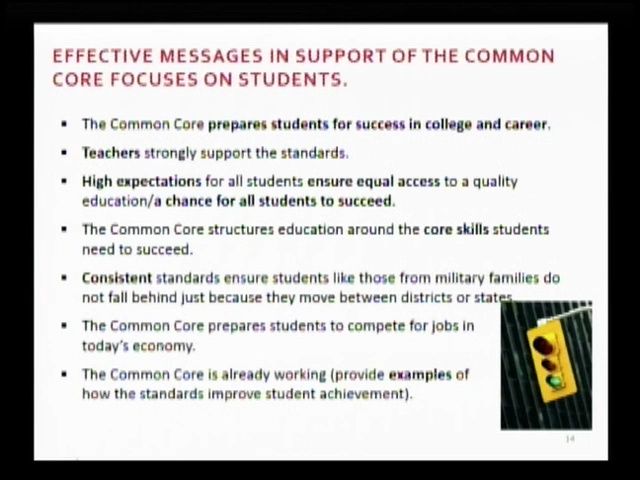 EFFECTIVE MESSAGES IN SUPPORT OF THE COMMON
CORE FOCUSES ON STUDENTS.
▪ The Common Core prepares students for success in college and career.
▪ Teachers strongly support the standards.
▪ High expectations for all students ensure equal access to a quality
education/a chance for all students to succeed.
▪ The Common Core structures education around the core skills students
need to succeed.
▪ Consistent standards ensure students like those from military families do
not fall behind just because they move between districts or states.
▪ The Common Core prepares students to compete for jobs in
today's economy.
▪ The Common Core is already working (provide examples of
how the standards improve student achievement).
14